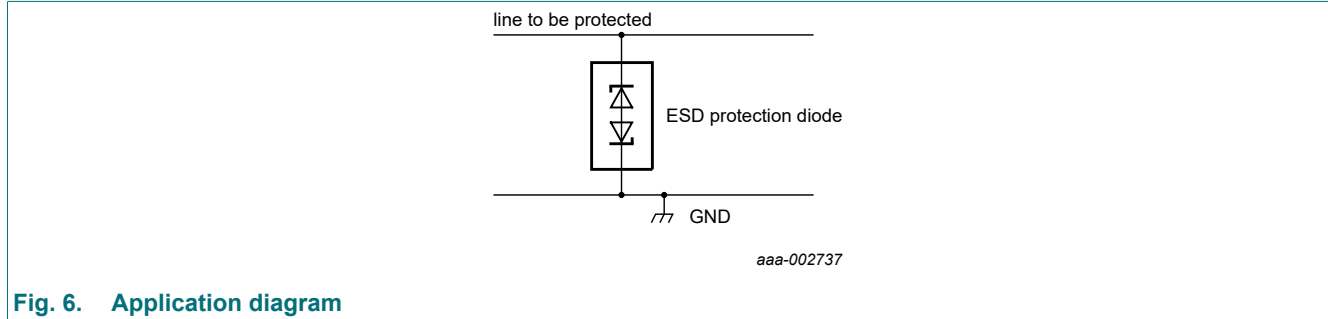 line to be protected
ESD protection diode
GND
aaa-002737
Fig. 6. Application diagram